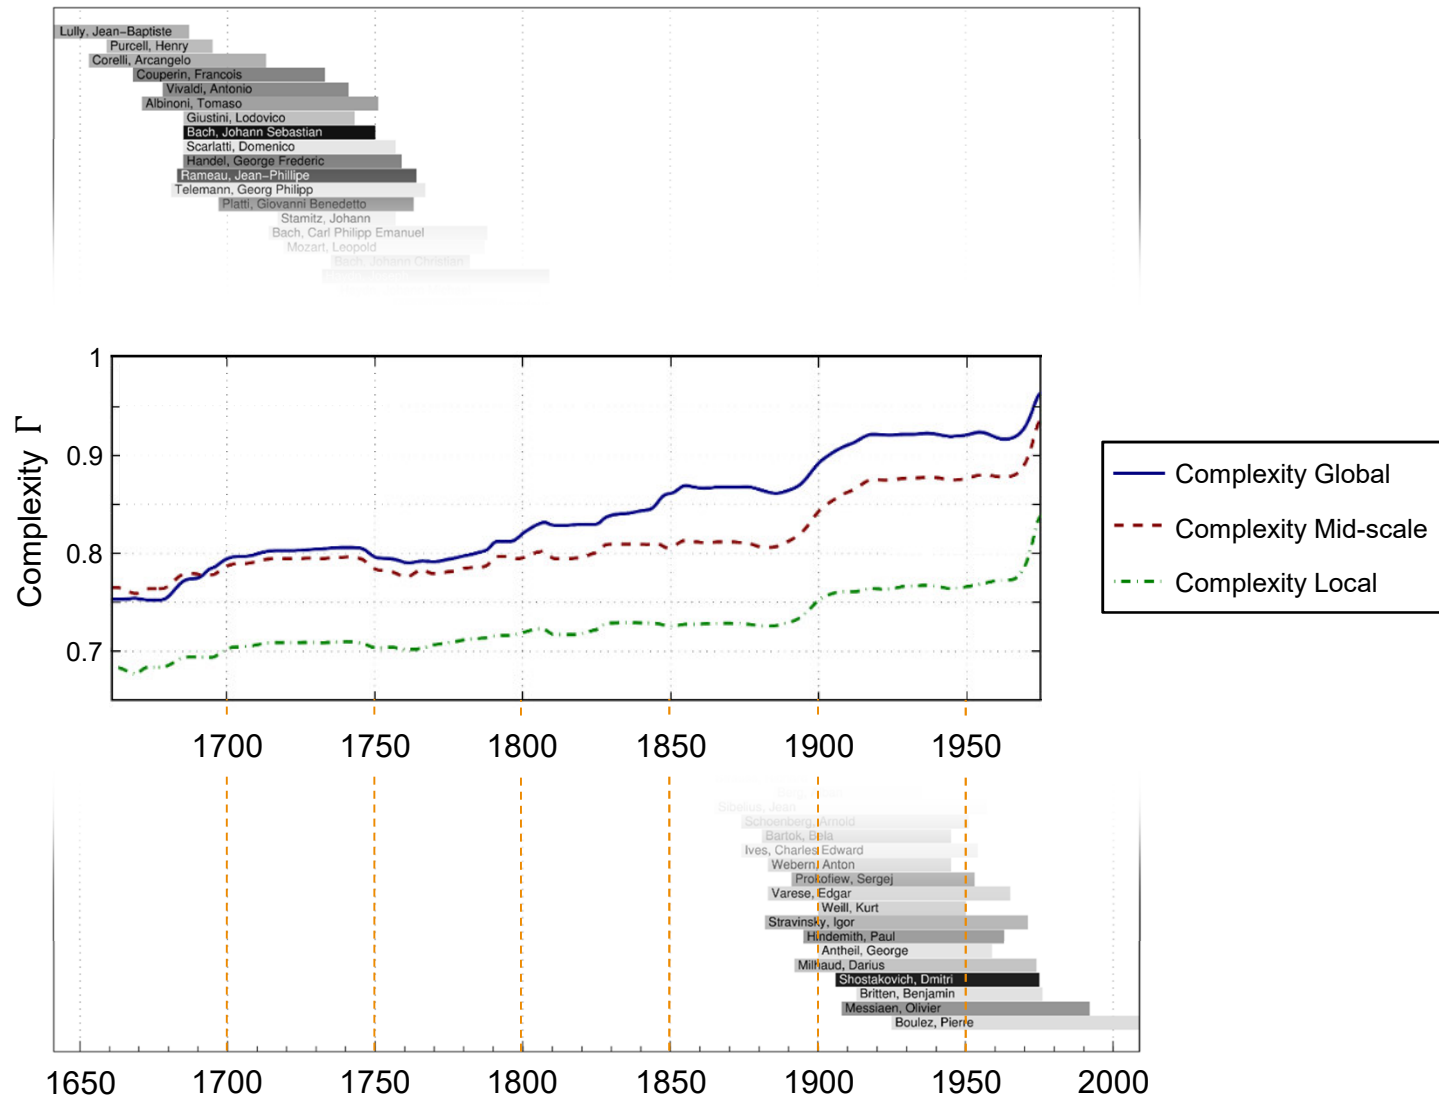 Lully, Jean−Baptiste
Purcell, Henry
Corelli, Arcangelo
Couperin, Francois
Vivaldi, Antonio
Albinoni, Tomaso
Giustini, Lodovico
Bach, Johann Sebastian
Scarlatti, Domenico
Handel, George Frederic
Rameau, Jean−Phillipe
Telemann, Georg Philipp
Platti, Giovanni Benedetto
Stamitz, Johann
Bach, Carl Philipp Emanuel
Mozart, Leopold
Bach, Johann Christian
1
0.9
0.8
0.7
Complexity Γ
Complexity Global
Complexity Mid-scale
Complexity Local
1700 1750 1800 1850 1900 1950
Sibelius, Jean
Schoenberg, Arnold
Bartok, Bela
Ives, Charles Edward
Webern, Anton
Prokofiew, Sergej
Varese, Edgar
Weill, Kurt
Stravinsky, Igor
Hindemith, Paul
Antheil, George
Milhaud, Darius
Shostakovich, Dmitri
Britten, Benjamin
Messiaen, Olivier
Boulez, Pierre
1650 1700 1750 1800 1850 1900 1950 2000